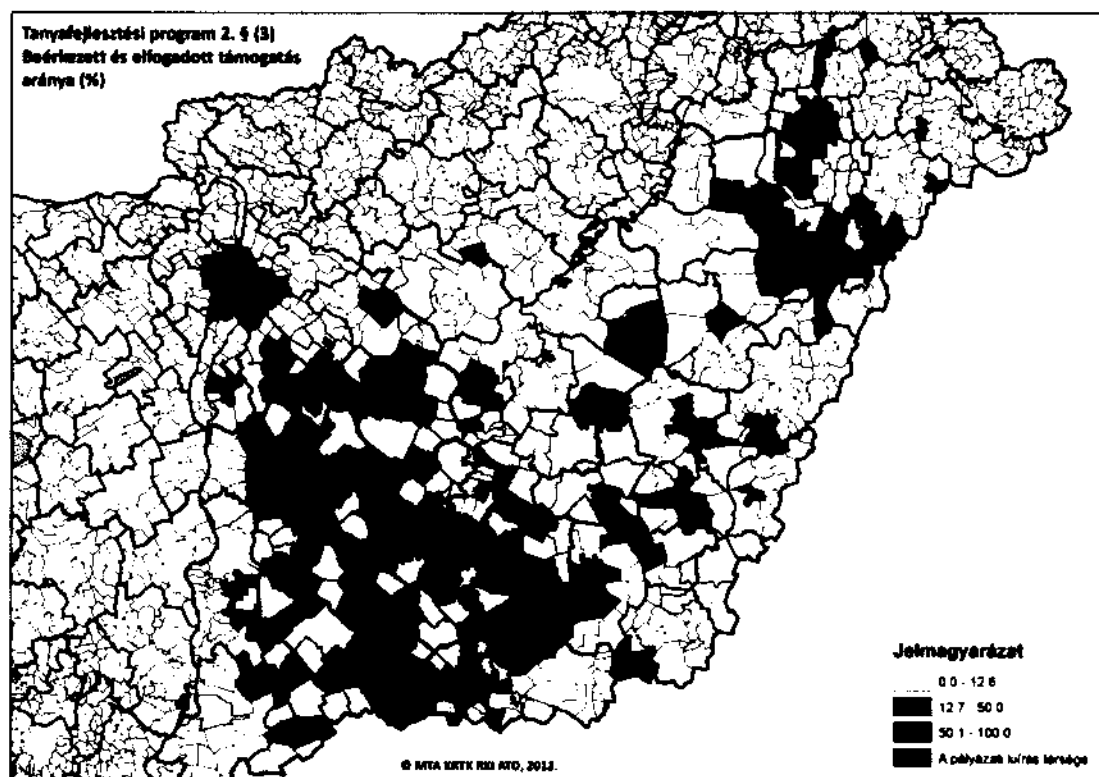 Tanyafejlesztési program 2. § (3)
Beérkezett és elfogadott támogatás
aránya (%)
Jelmagyarázat
0.0 - 12.6
12.7 50.0
50.1 - 100.0
A pályázati kiírás térsége
© MTA KRTK RKI ATO, 2012.